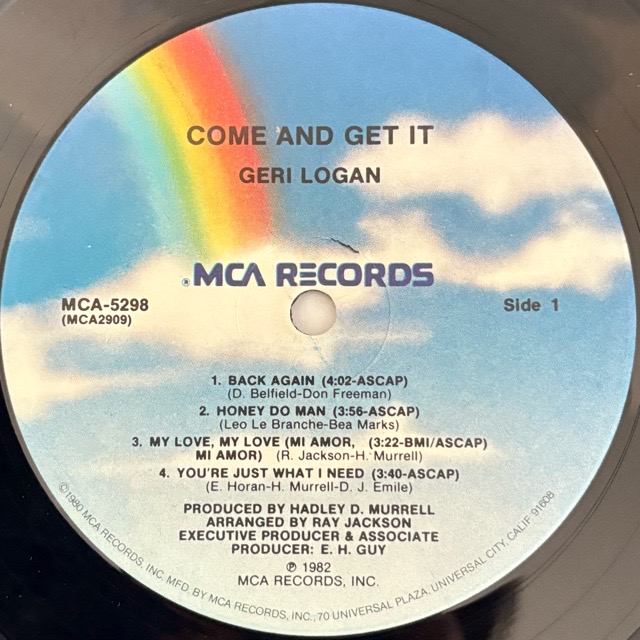 COME AND GET IT
GERI LOGAN
® MCA RECORDS
MCA-5298
(MCA2909)
Side 1
1. BACK AGAIN (4:02-ASCAP)
(D. Belfield-Don Freeman)
2. HONEY DO MAN (3:56-ASCAP)
(Leo Le Branche-Bea Marks)
3. MY LOVE, MY LOVE (MI AMOR, (3:22-BMI/ASCAP)
MI AMOR) (R. Jackson-H. Murrell)
4. YOU'RE JUST WHAT I NEED (3:40-ASCAP)
(E. Horan-H. Murrell-D. J. Emile)
PRODUCED BY HADLEY D. MURRELL
ARRANGED BY RAY JACKSON
EXECUTIVE PRODUCER & ASSOCIATE
PRODUCER: E. H. GUY
℗ 1982
MCA RECORDS, INC.
©1980 MCA RECORDS, INC. MFD. BY MCA RECORDS, INC., 70 UNIVERSAL PLAZA, UNIVERSAL CITY, CALIF. 91608